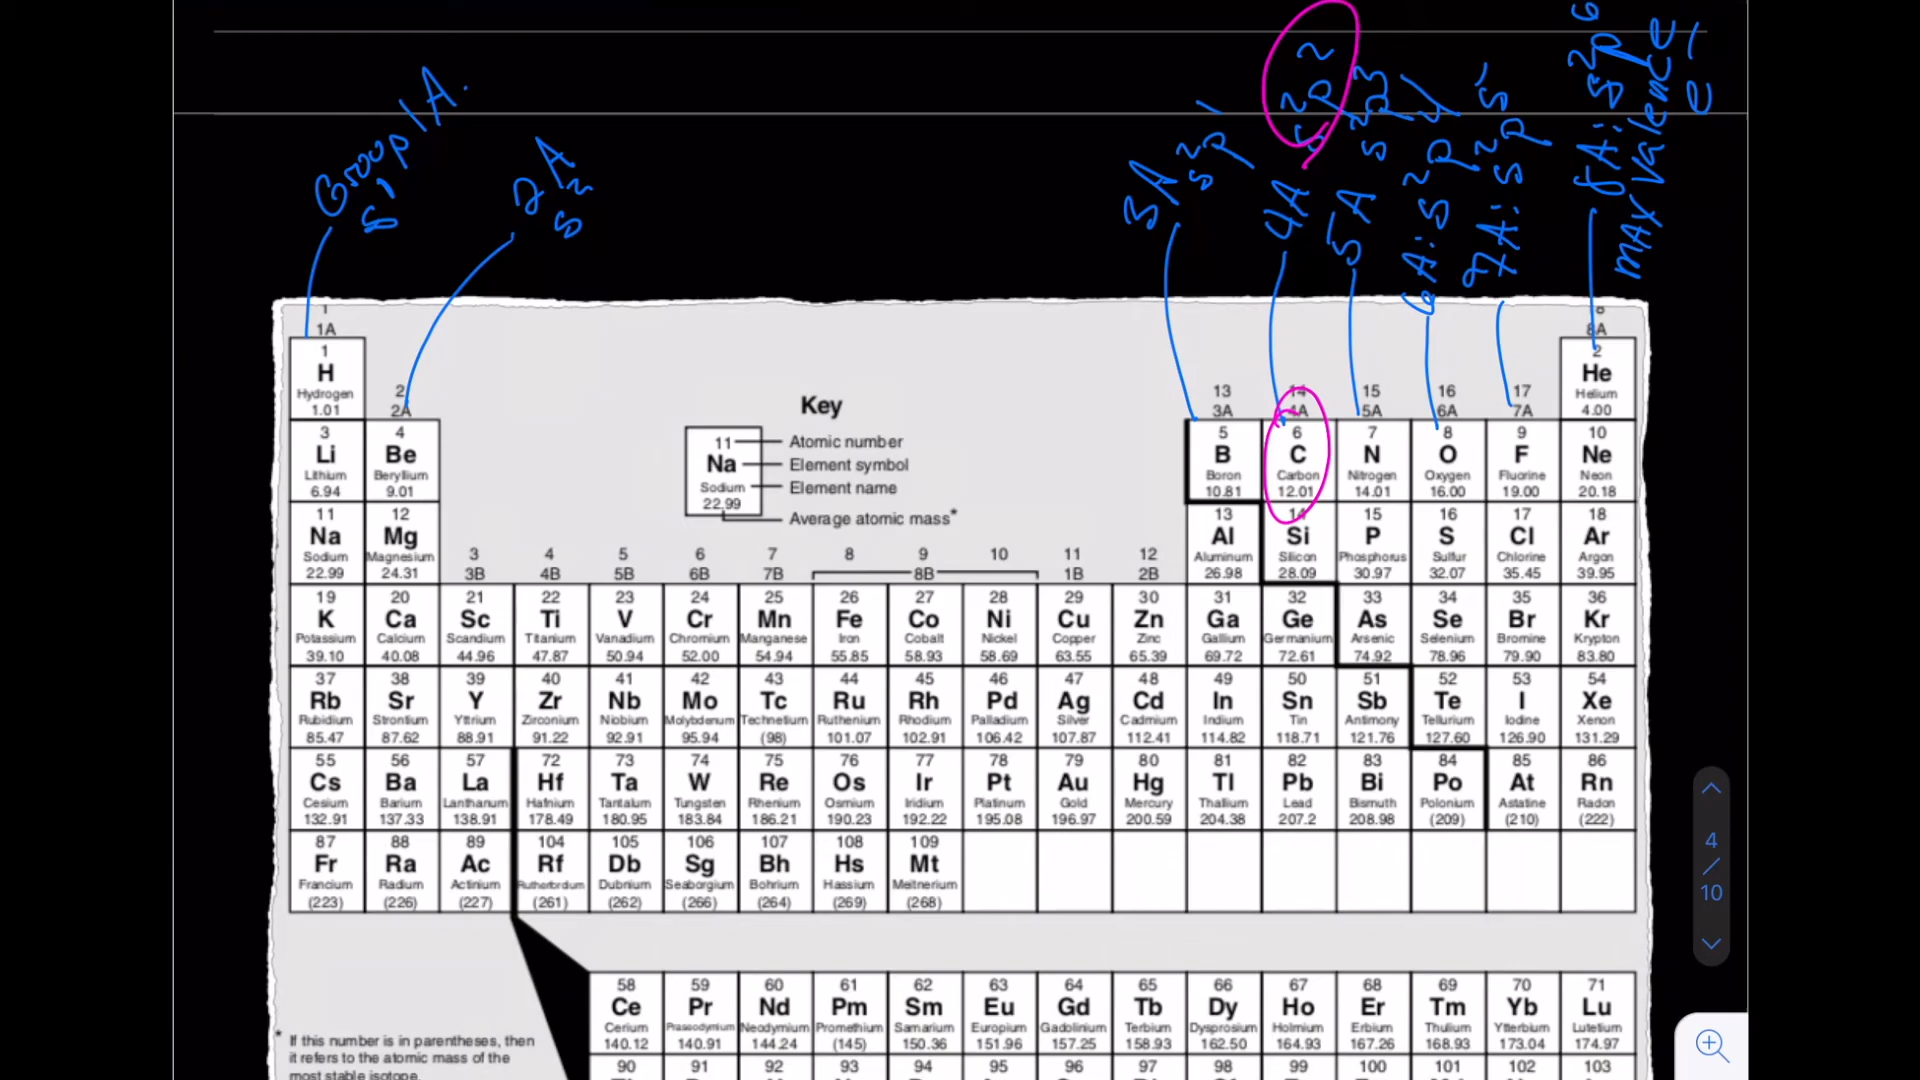 Group 1A.
s¹
2A
s²
3A s²p¹
4A s²p²
5A s²p³
6A: s²p⁴
7A: s²p⁵
8A: s²p⁶
MAX valence e⁻
1 18
1A 8A
1 2
H He
Hydrogen Helium
1.01 4.00
2 13 14 15 16 17
2A 3A 4A 5A 6A 7A
Key
11 Atomic number
Na Element symbol
Sodium Element name
22.99 Average atomic mass*
3 4 5 6 7 8 9 10
Li Be B C N O F Ne
Lithium Beryllium Boron Carbon Nitrogen Oxygen Fluorine Neon
6.94 9.01 10.81 12.01 14.01 16.00 19.00 20.18
11 12 13 14 15 16 17 18
Na Mg Al Si P S Cl Ar
Sodium Magnesium Aluminum Silicon Phosphorus Sulfur Chlorine Argon
22.99 24.31 26.98 28.09 30.97 32.07 35.45 39.95
3 4 5 6 7 8 9 10 11 12
3B 4B 5B 6B 7B 8B 1B 2B
19 20 21 22 23 24 25 26 27 28 29 30 31 32 33 34 35 36
K Ca Sc Ti V Cr Mn Fe Co Ni Cu Zn Ga Ge As Se Br Kr
Potassium Calcium Scandium Titanium Vanadium Chromium Manganese Iron Cobalt Nickel Copper Zinc Gallium Germanium Arsenic Selenium Bromine Krypton
39.10 40.08 44.96 47.87 50.94 52.00 54.94 55.85 58.93 58.69 63.55 65.39 69.72 72.61 74.92 78.96 79.90 83.80
37 38 39 40 41 42 43 44 45 46 47 48 49 50 51 52 53 54
Rb Sr Y Zr Nb Mo Tc Ru Rh Pd Ag Cd In Sn Sb Te I Xe
Rubidium Strontium Yttrium Zirconium Niobium Molybdenum Technetium Ruthenium Rhodium Palladium Silver Cadmium Indium Tin Antimony Tellurium Iodine Xenon
85.47 87.62 88.91 91.22 92.91 95.94 (98) 101.07 102.91 106.42 107.87 112.41 114.82 118.71 121.76 127.60 126.90 131.29
55 56 57 72 73 74 75 76 77 78 79 80 81 82 83 84 85 86
Cs Ba La Hf Ta W Re Os Ir Pt Au Hg Tl Pb Bi Po At Rn
Cesium Barium Lanthanum Hafnium Tantalum Tungsten Rhenium Osmium Iridium Platinum Gold Mercury Thallium Lead Bismuth Polonium Astatine Radon
132.91 137.33 138.91 178.49 180.95 183.84 186.21 190.23 192.22 195.08 196.97 200.59 204.38 207.2 208.98 (209) (210) (222)
87 88 89 104 105 106 107 108 109
Fr Ra Ac Rf Db Sg Bh Hs Mt
Francium Radium Actinium Rutherfordium Dubnium Seaborgium Bohrium Hassium Meitnerium
(223) (226) (227) (261) (262) (266) (264) (269) (268)
58 59 60 61 62 63 64 65 66 67 68 69 70 71
Ce Pr Nd Pm Sm Eu Gd Tb Dy Ho Er Tm Yb Lu
Cerium Praseodymium Neodymium Promethium Samarium Europium Gadolinium Terbium Dysprosium Holmium Erbium Thulium Ytterbium Lutetium
140.12 140.91 144.24 (145) 150.36 151.96 157.25 158.93 162.50 164.93 167.26 168.93 173.04 174.97
90 91 92 93 94 95 96 97 98 99 100 101 102 103
* If this number is in parentheses, then
it refers to the atomic mass of the
most stable isotope.
4
/
10